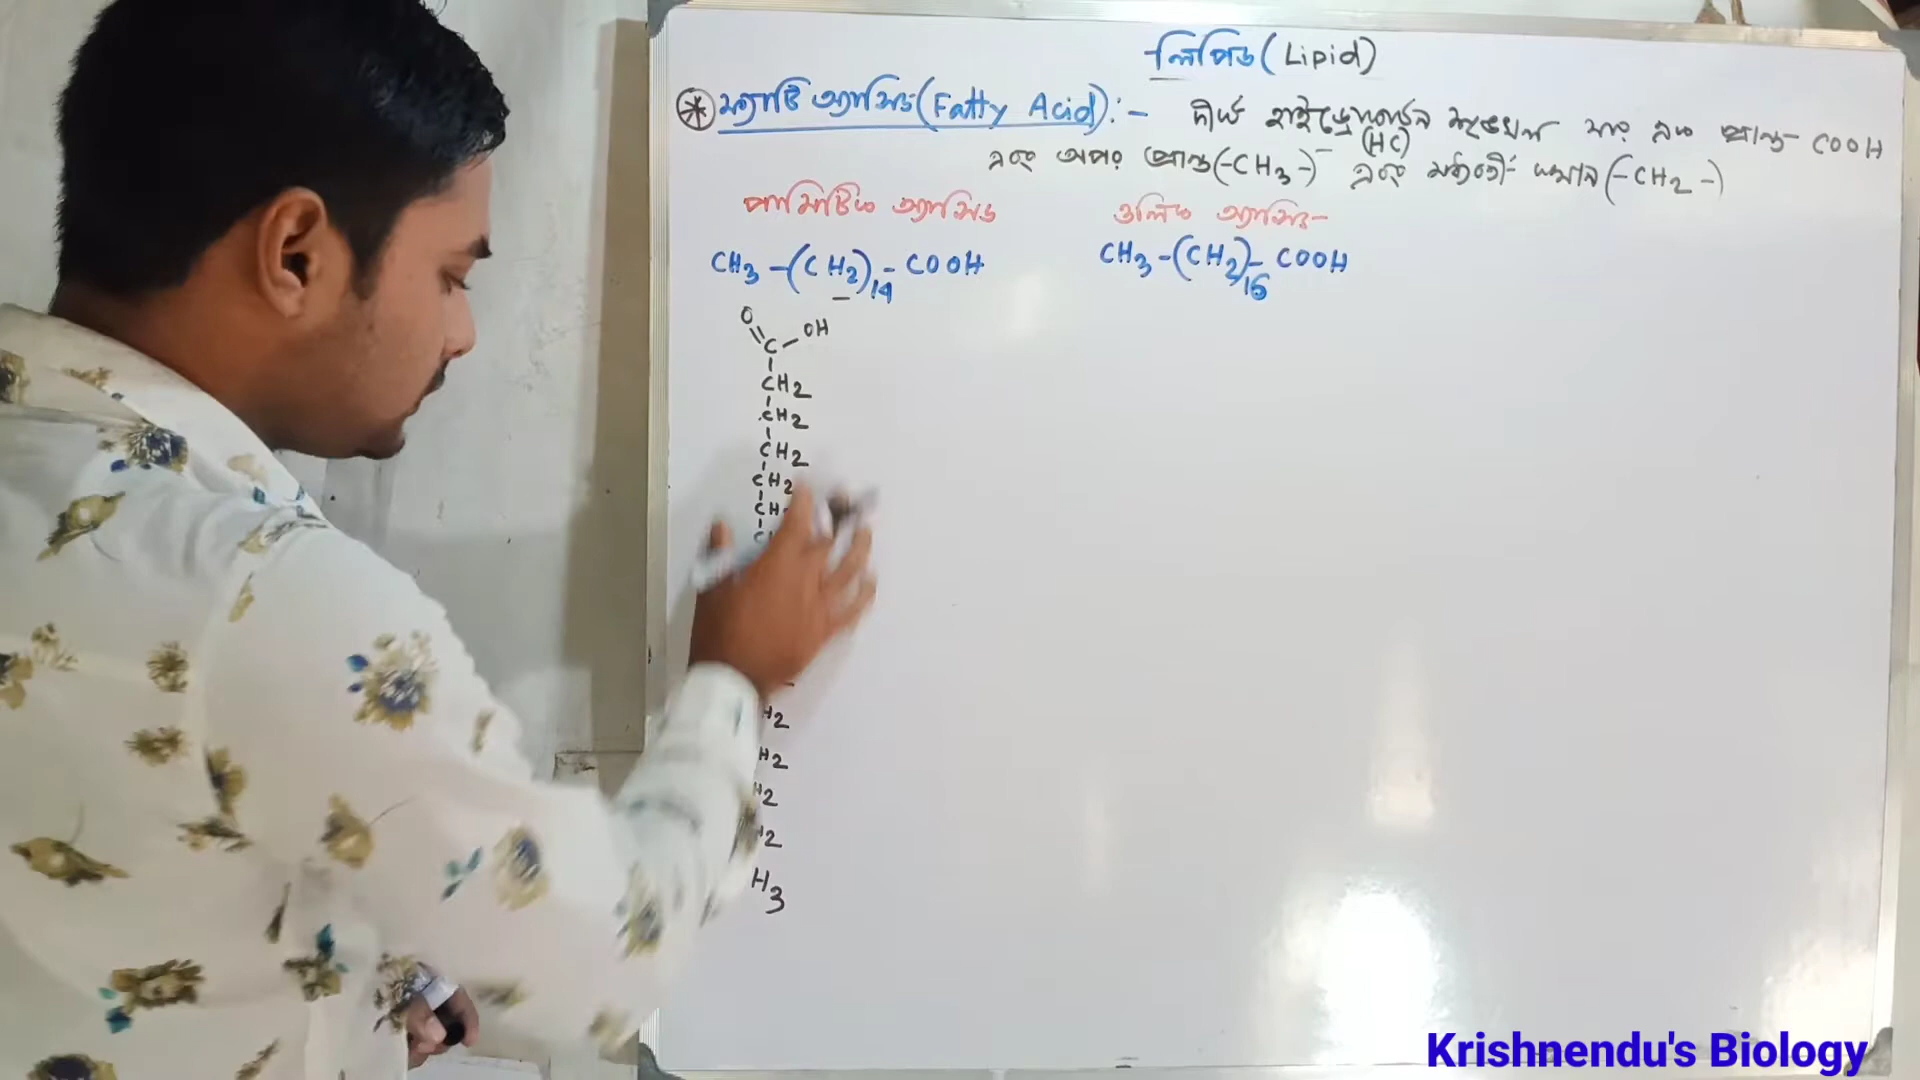 লিপিড (Lipid)
* ফ্যাটি অ্যাসিড (Fatty Acid) :- দীর্ঘ হাইড্রোকার্বন শৃঙ্খল যার এক প্রান্ত- COOH
(HC)
এবং অপর প্রান্ত (-CH3-) এবং মধ্যবর্তী (-CH2-)
পামিটিক অ্যাসিড ওলিক অ্যাসিড
CH3-(CH2)14-COOH CH3-(CH2)16-COOH
O
OH
C
CH2
CH2
CH2
CH2
CH
C
H2
H2
H2
H2
H3
Krishnendu's Biology